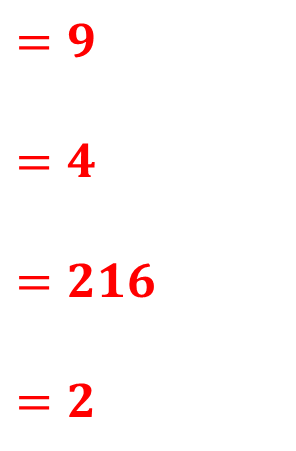 = 9
= 4
= 216
= 2